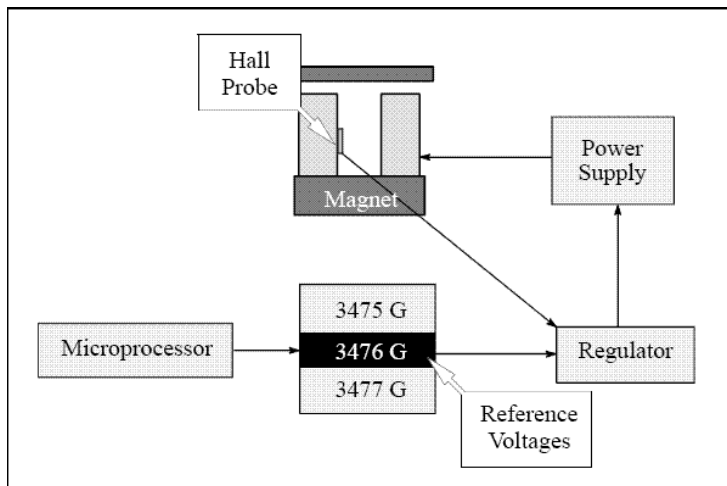 Hall
Probe
Power
Supply
Magnet
3475 G
Microprocessor
3476 G
Regulator
3477 G
Reference
Voltages